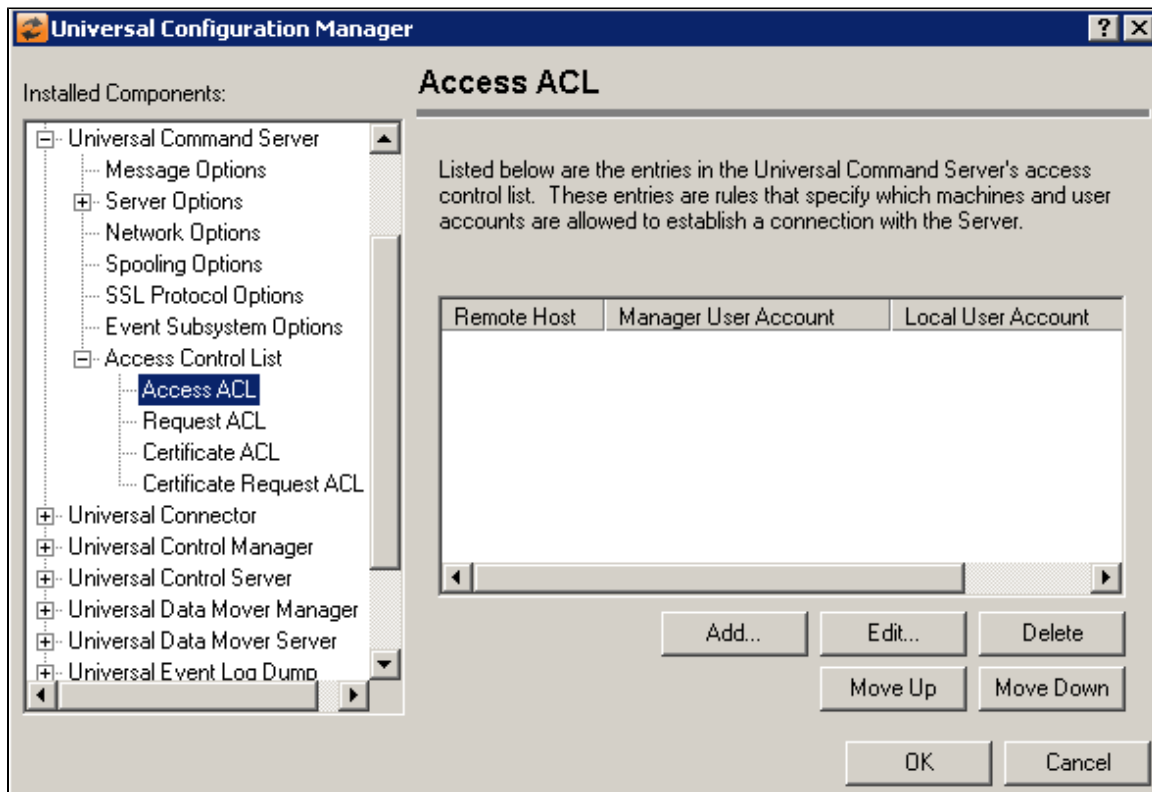 Universal Configuration Manager
Installed Components:
Universal Command Server
Message Options
Server Options
Network Options
Spooling Options
SSL Protocol Options
Event Subsystem Options
Access Control List
Access ACL
Request ACL
Certificate ACL
Certificate Request ACL
Universal Connector
Universal Control Manager
Universal Control Server
Universal Data Mover Manager
Universal Data Mover Server
Universal Event Log Dump
Access ACL
Listed below are the entries in the Universal Command Server's access
control list. These entries are rules that specify which machines and user
accounts are allowed to establish a connection with the Server.
Remote Host Manager User Account Local User Account
Add... Edit... Delete
Move Up Move Down
OK Cancel